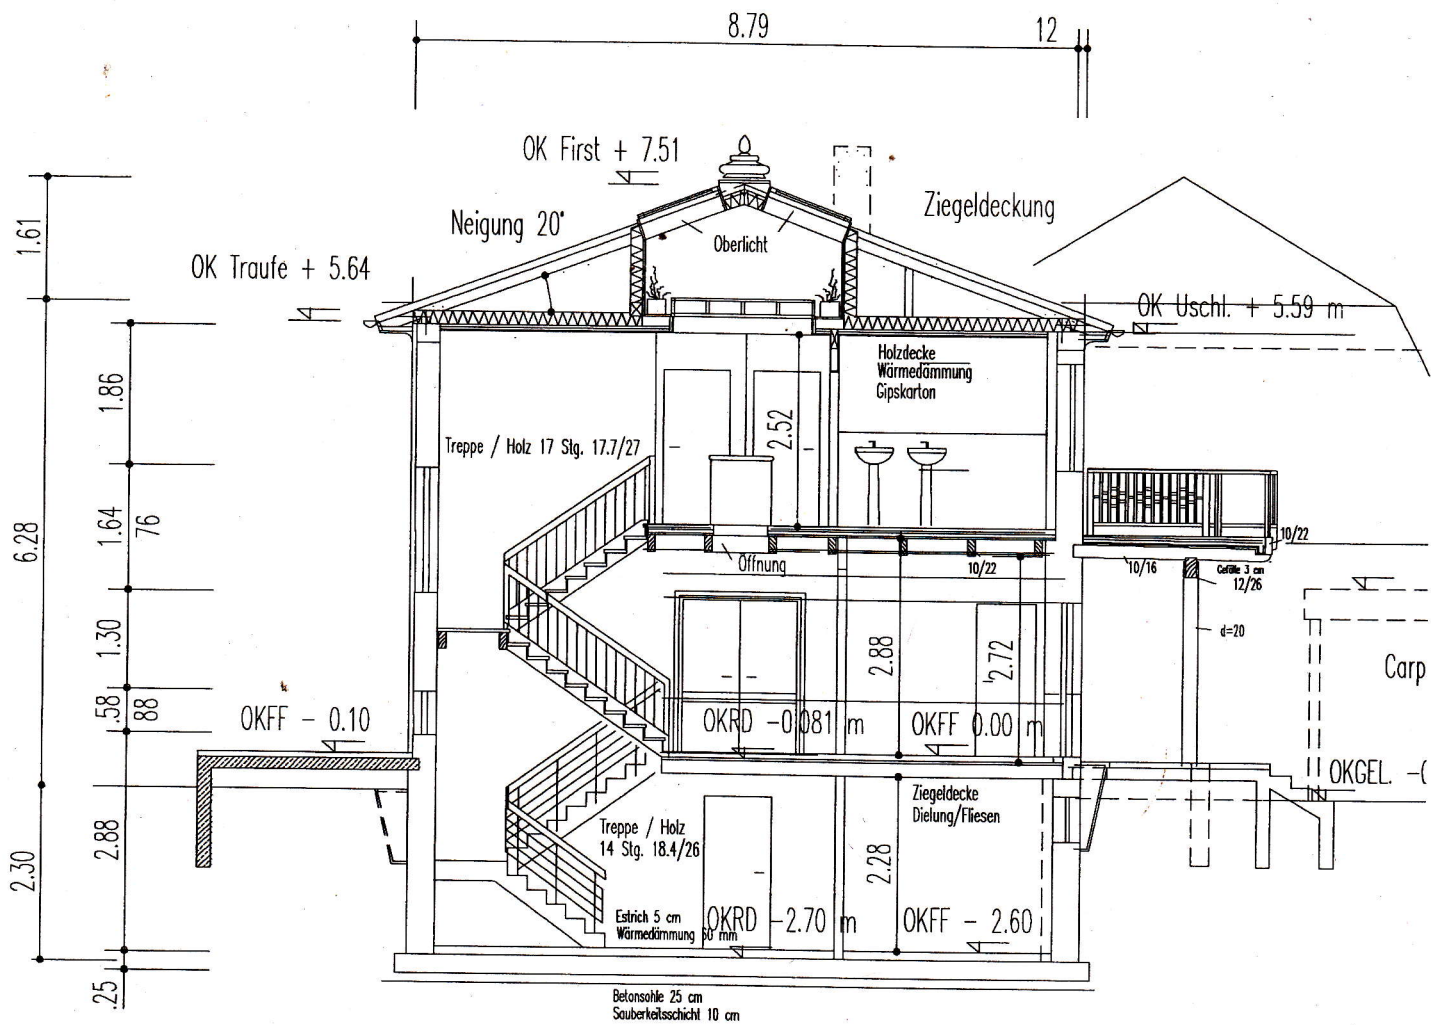 8.79
12
OK First + 7.51
Ziegeldeckung
Neigung 20°
Oberlicht
1.61
OK Traufe + 5.64
OK Uschl. + 5.59 m
Holzdecke
Wärmedämmung
Gipskarton
1.86
2.52
Treppe / Holz 17 Stg. 17.7/27
6.28
1.64
76
10/22
Öffnung
10/22
10/16
Gefälle 3 cm
12/26
1.30
2.88
2.72
d=20
Carp
.58
88
OKFF - 0.10
OKRD -0.081 m
OKFF 0.00 m
OKGEL. -0
Ziegeldecke
Dielung/Fliesen
2.30
2.88
Treppe / Holz
14 Stg. 18.4/26
2.28
Estrich 5 cm
Wärmedämmung 60 mm
OKRD -2.70 m
OKFF - 2.60
.25
Betonsohle 25 cm
Sauberkeitsschicht 10 cm